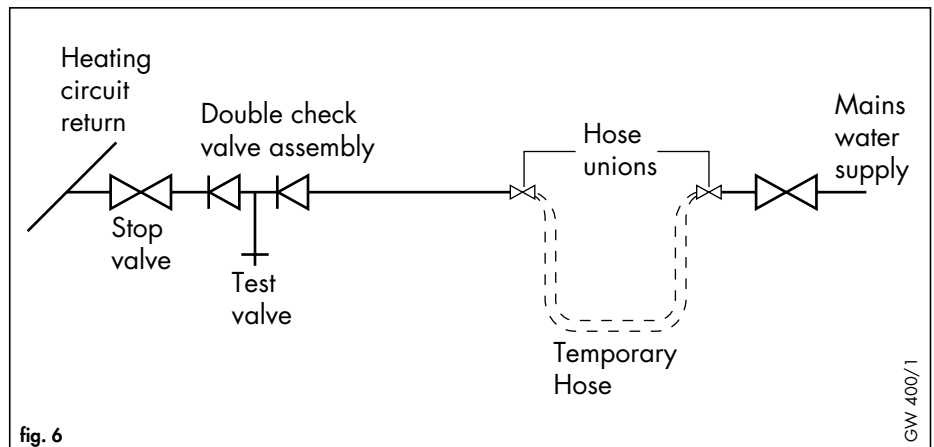 Heating
circuit
return
Double check
valve assembly
Hose
unions
Mains
water
supply
Stop
valve
Test
valve
Temporary
Hose
GW 400/1
fig. 6